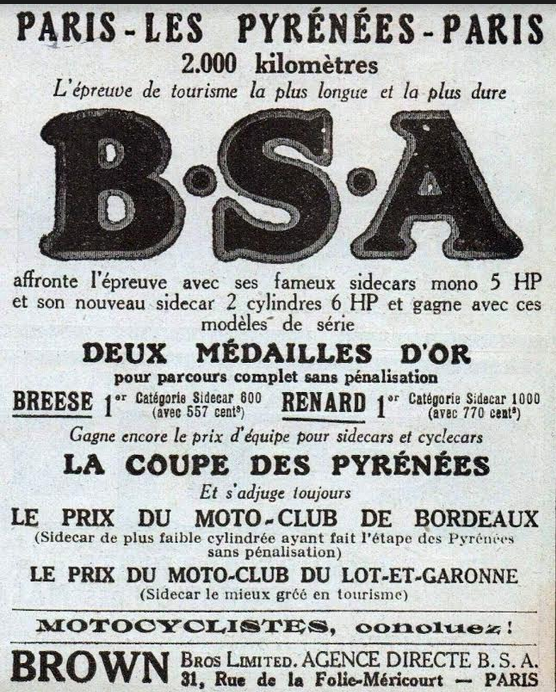 PARIS-LES PYRÉNÉES-PARIS
2.000 kilomètres
L'épreuve de tourisme la plus longue et la plus dure
B·S·A
affronte l'épreuve avec ses fameux sidecars mono 5 HP
et son nouveau sidecar 2 cylindres 6 HP et gagne avec ces
modèles de série
DEUX MÉDAILLES D'OR
pour parcours complet sans pénalisation
BREESE 1er Catégorie Sidecar 600 (avec 557 cents) RENARD 1er Catégorie Sidecar 1000 (avec 770 cents)
Gagne encore le prix d'équipe pour sidecars et cyclecars
LA COUPE DES PYRÉNÉES
Et s'adjuge toujours
LE PRIX DU MOTO-CLUB DE BORDEAUX
(Sidecar de plus faible cylindrée ayant fait l'étape des Pyrénées
sans pénalisation)
LE PRIX DU MOTO-CLUB DU LOT-ET-GARONNE
(Sidecar le mieux gréé en tourisme)
MOTOCYCLISTES, concluez!
BROWN Bros Limited. AGENCE DIRECTE B. S. A.
31, Rue de la Folie-Méricourt — PARIS